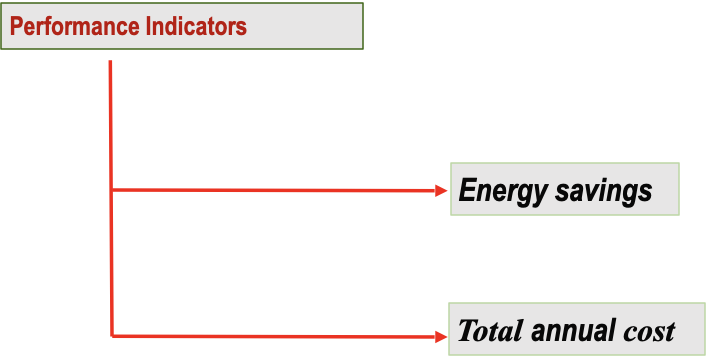 Performance Indicators
Energy savings
Total annual cost